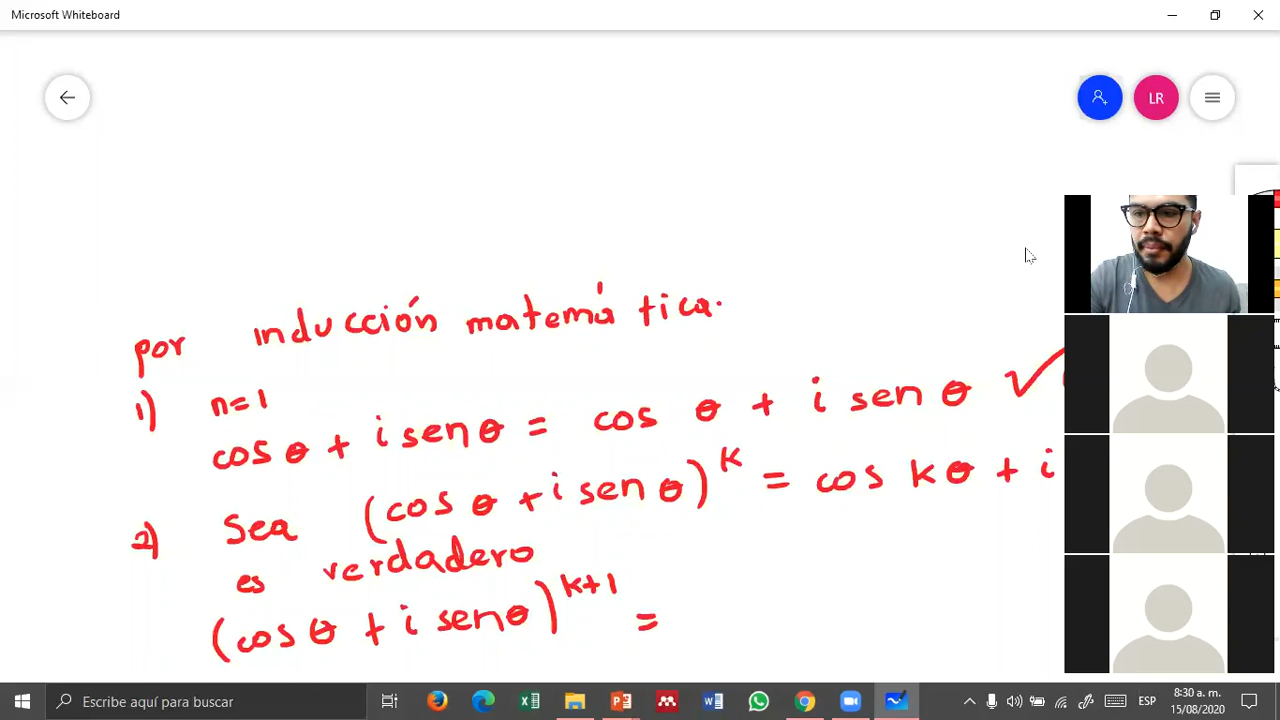 Microsoft Whiteboard
LR
por inducción matemática.
1) n=1
cos θ + i sen θ = cos θ + i sen θ ✓
2) Sea (cos θ + i sen θ)^k = cos kθ + i
es verdadero
(cos θ + i sen θ)^k+1 =
Escribe aquí para buscar
ESP
8:30 a. m.
15/08/2020